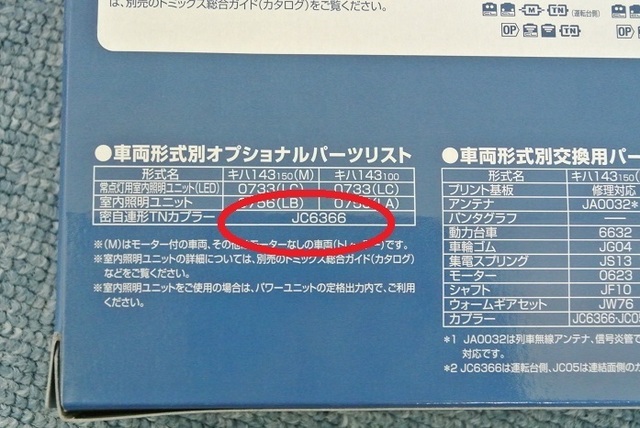 は、別売のトミックス総合ガイド(カタログ)をご覧ください。
M TN (運転台側)
OP TN OP
●車両形式別オプショナルパーツリスト
形式名 キハ143150(M) キハ143100
常点灯用室内照明ユニット(LED) 0733(LC) 0733(LC)
室内照明ユニット (LB) (LA)
密自連形TNカプラー JC6366
※(M)はモーター付の車両、その他はモーターなしの車両(トレーラー)です。
※室内照明ユニットの詳細については、別売のトミックス総合ガイド(カタログ)
などをご覧ください。
※室内照明ユニットをご使用の場合は、パワーユニットの定格出力内で、ご利用
ください。
●車両形式別交換用パー
形式名
プリント基板 修理対応
アンテナ JA0032*
パンタグラフ ―
動力台車 6632
車輪ゴム JG04
集電スプリング JS13
モーター 0623
シャフト JF10
ウォームギアセット JW76
カプラー JC6366・JC05
*1 JA0032は列車無線アンテナ、信号炎管で
対応です。
*2 JC6366は運転台側、JC05は連結面側のカ